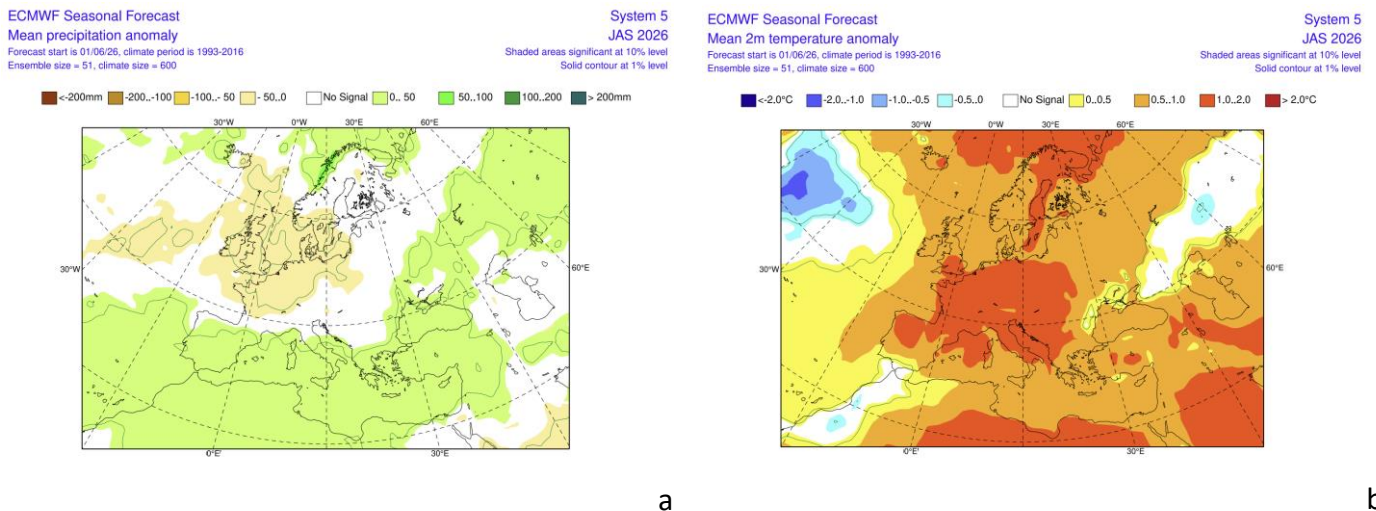 ECMWF Seasonal Forecast
System 5
Mean precipitation anomaly
JAS 2026
Forecast start is 01/06/26, climate period is 1993-2016
Shaded areas significant at 10% level
Ensemble size = 51, climate size = 600
Solid contour at 1% level
<-200mm -200..-100 -100..- 50 - 50..0 No Signal 0.. 50 50..100 100..200 > 200mm
30°W 0°W 30°E 60°E
30°W 60°E
0°E 30°E
a
ECMWF Seasonal Forecast
System 5
Mean 2m temperature anomaly
JAS 2026
Forecast start is 01/06/26, climate period is 1993-2016
Shaded areas significant at 10% level
Ensemble size = 51, climate size = 600
Solid contour at 1% level
<-2.0°C -2.0..-1.0 -1.0..-0.5 -0.5..0 No Signal 0..0.5 0.5..1.0 1.0..2.0 > 2.0°C
30°W 0°W 30°E 60°E
30°W 60°E
0°E 30°E